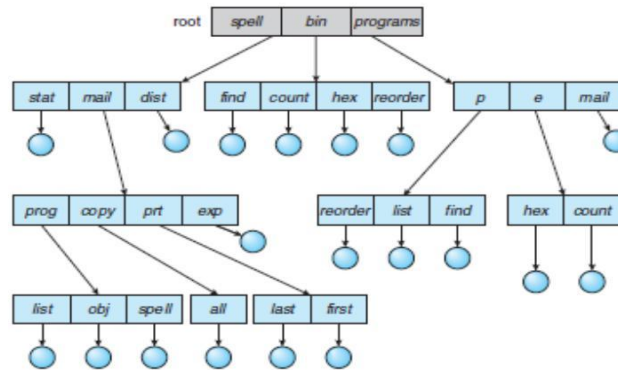 root spell bin programs
stat mail dist find count hex reorder p e mail
prog copy prt exp reorder list find hex count
list obj spell all last first